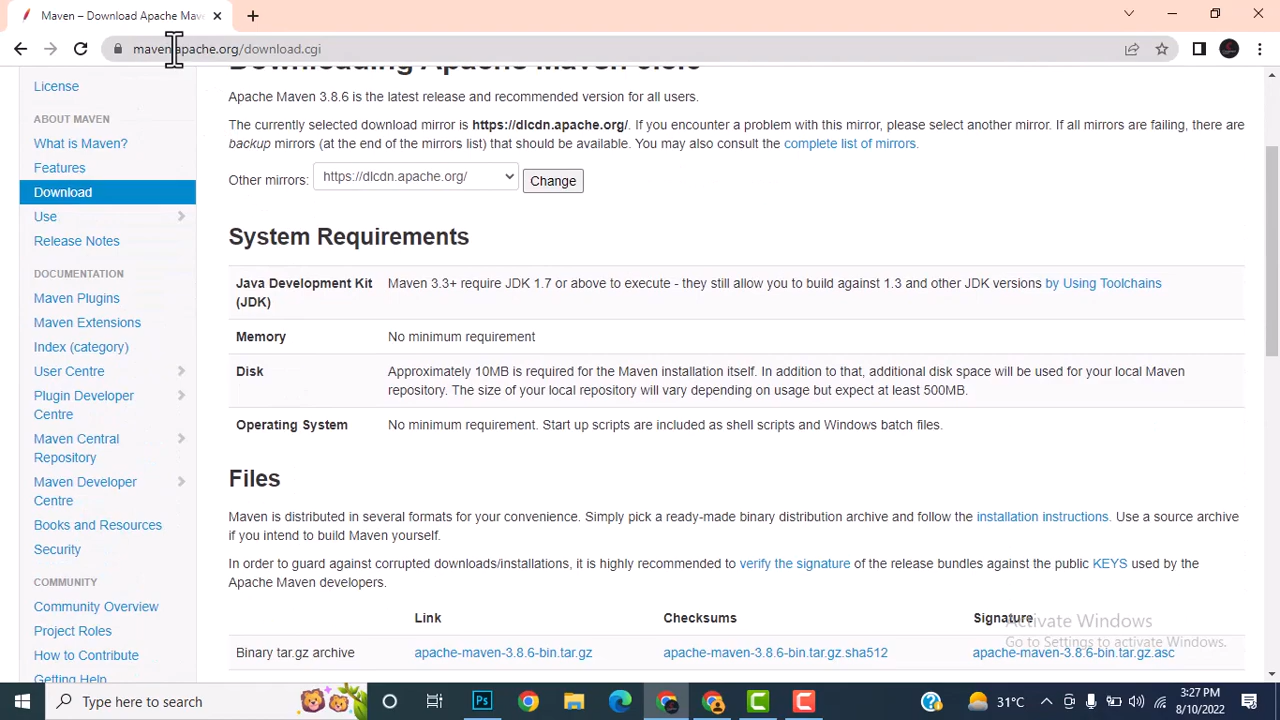 Maven – Download Apache Mav
maven.apache.org/download.cgi
Downloading Apache Maven 3.8.6
License
Apache Maven 3.8.6 is the latest release and recommended version for all users.
ABOUT MAVEN
The currently selected download mirror is https://dlcdn.apache.org/. If you encounter a problem with this mirror, please select another mirror. If all mirrors are failing, there are
What is Maven?
backup mirrors (at the end of the mirrors list) that should be available. You may also consult the complete list of mirrors.
Features
Other mirrors: https://dlcdn.apache.org/ Change
Download
Use
Release Notes
System Requirements
DOCUMENTATION
Java Development Kit Maven 3.3+ require JDK 1.7 or above to execute - they still allow you to build against 1.3 and other JDK versions by Using Toolchains
(JDK)
Maven Plugins
Maven Extensions
Memory No minimum requirement
Index (category)
User Centre
Disk Approximately 10MB is required for the Maven installation itself. In addition to that, additional disk space will be used for your local Maven
repository. The size of your local repository will vary depending on usage but expect at least 500MB.
Plugin Developer
Centre
Operating System No minimum requirement. Start up scripts are included as shell scripts and Windows batch files.
Maven Central
Repository
Files
Maven Developer
Centre
Maven is distributed in several formats for your convenience. Simply pick a ready-made binary distribution archive and follow the installation instructions. Use a source archive
if you intend to build Maven yourself.
Books and Resources
Security
In order to guard against corrupted downloads/installations, it is highly recommended to verify the signature of the release bundles against the public KEYS used by the
Apache Maven developers.
COMMUNITY
Community Overview
Link Checksums Signature
Project Roles
Binary tar.gz archive apache-maven-3.8.6-bin.tar.gz apache-maven-3.8.6-bin.tar.gz.sha512 apache-maven-3.8.6-bin.tar.gz.asc
How to Contribute
Getting Help
Activate Windows
Go to Settings to activate Windows.
Type here to search
Ps
31°C
3:27 PM
8/10/2022